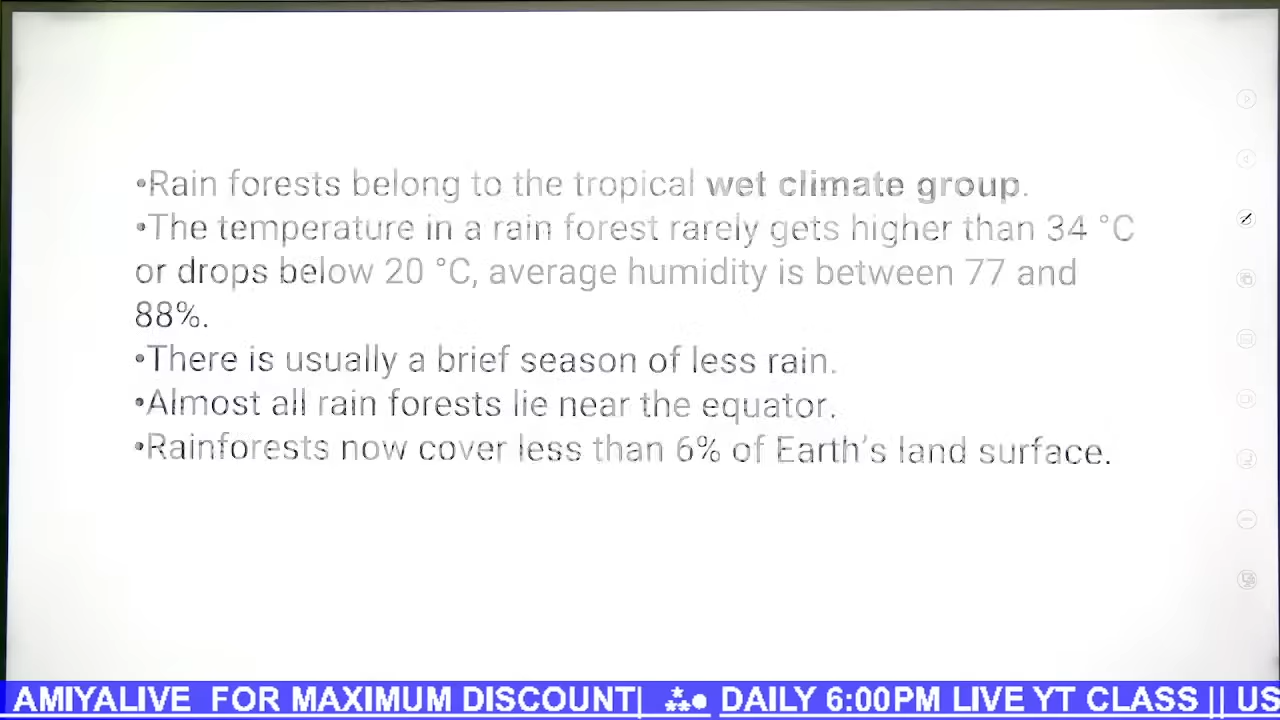 •Rain forests belong to the tropical wet climate group.
•The temperature in a rain forest rarely gets higher than 34 °C
or drops below 20 °C, average humidity is between 77 and
88%.
•There is usually a brief season of less rain.
•Almost all rain forests lie near the equator.
•Rainforests now cover less than 6% of Earth's land surface.
AMIYALIVE FOR MAXIMUM DISCOUNT| DAILY 6:00PM LIVE YT CLASS || US